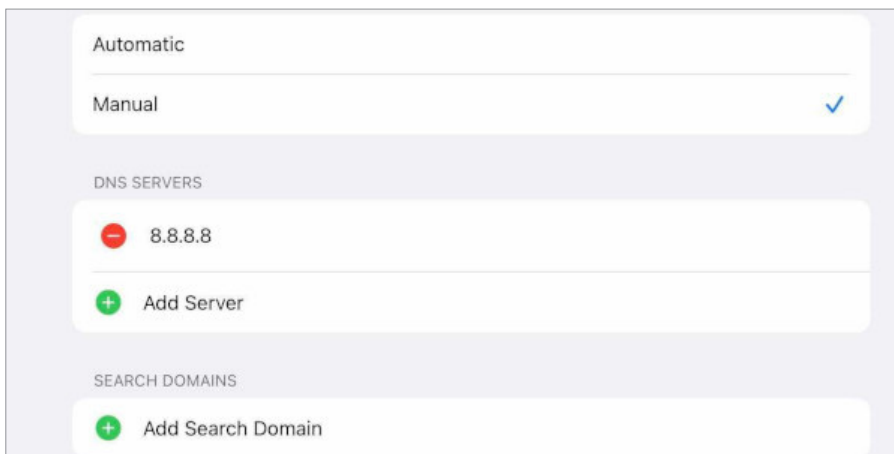 Automatic
Manual
DNS SERVERS
8.8.8.8
Add Server
SEARCH DOMAINS
Add Search Domain